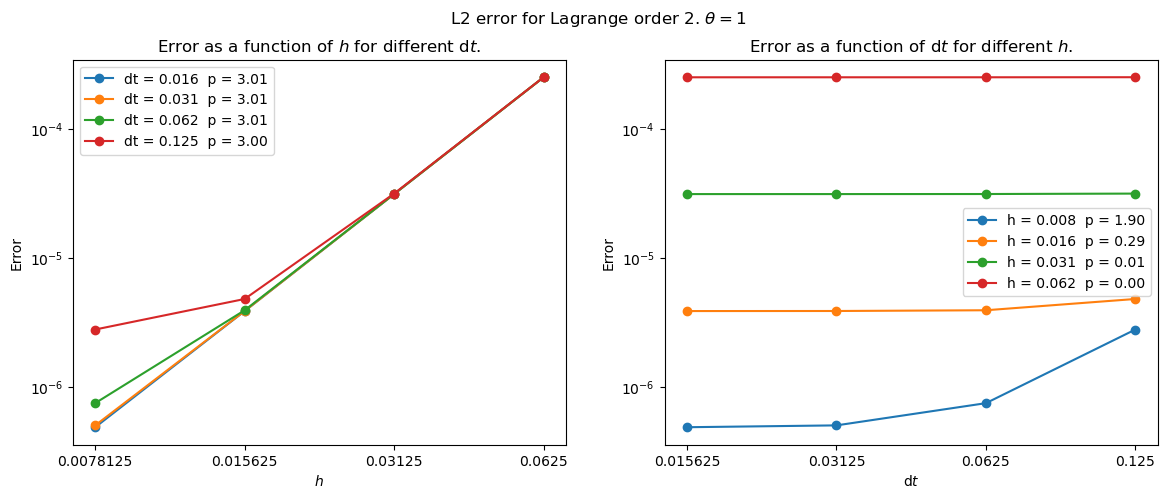 L2 error for Lagrange order 2. θ = 1
Error as a function of h for different dt.
dt = 0.016 p = 3.01
dt = 0.031 p = 3.01
dt = 0.062 p = 3.01
dt = 0.125 p = 3.00
Error
10⁻⁴
10⁻⁵
10⁻⁶
0.0078125
0.015625
0.03125
0.0625
h
Error as a function of dt for different h.
h = 0.008 p = 1.90
h = 0.016 p = 0.29
h = 0.031 p = 0.01
h = 0.062 p = 0.00
Error
10⁻⁴
10⁻⁵
10⁻⁶
0.015625
0.03125
0.0625
0.125
dt